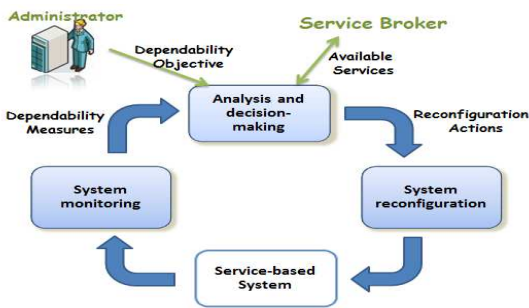 Administrator
Service Broker
Dependability
Objective
Available
Services
Analysis and
decision-
making
Dependability
Measures
Reconfiguration
Actions
System
monitoring
System
reconfiguration
Service-based
System